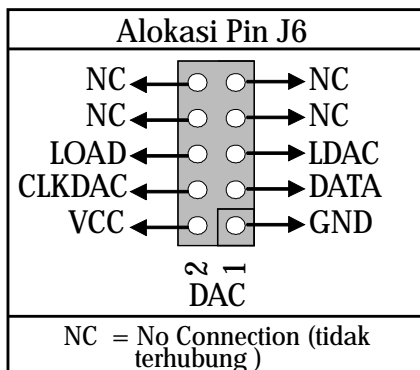 Alokasi Pin J6
NC NC
NC NC
LOAD LDAC
CLKDAC DATA
VCC GND
2 1
DAC
NC = No Connection (tidak
terhubung )